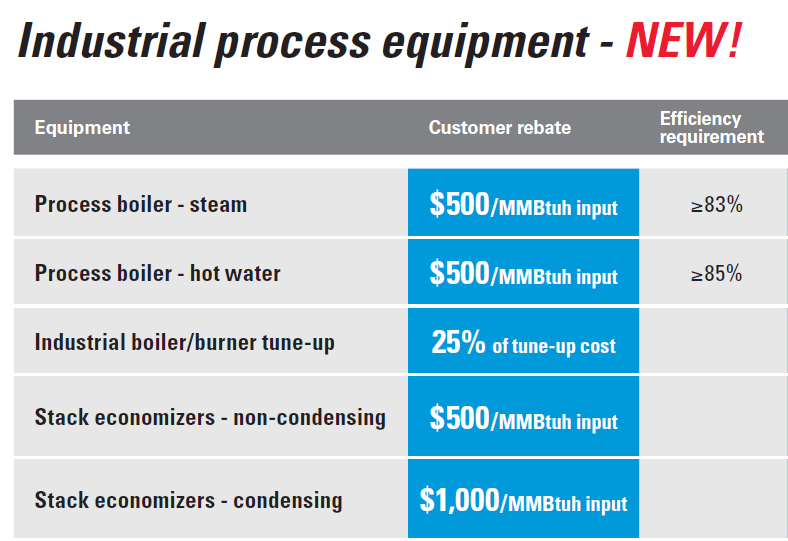 Industrial process equipment - NEW!
Equipment Customer rebate Efficiency requirement
Process boiler - steam $500/MMBtuh input ≥83%
Process boiler - hot water $500/MMBtuh input ≥85%
Industrial boiler/burner tune-up 25% of tune-up cost
Stack economizers - non-condensing $500/MMBtuh input
Stack economizers - condensing $1,000/MMBtuh input